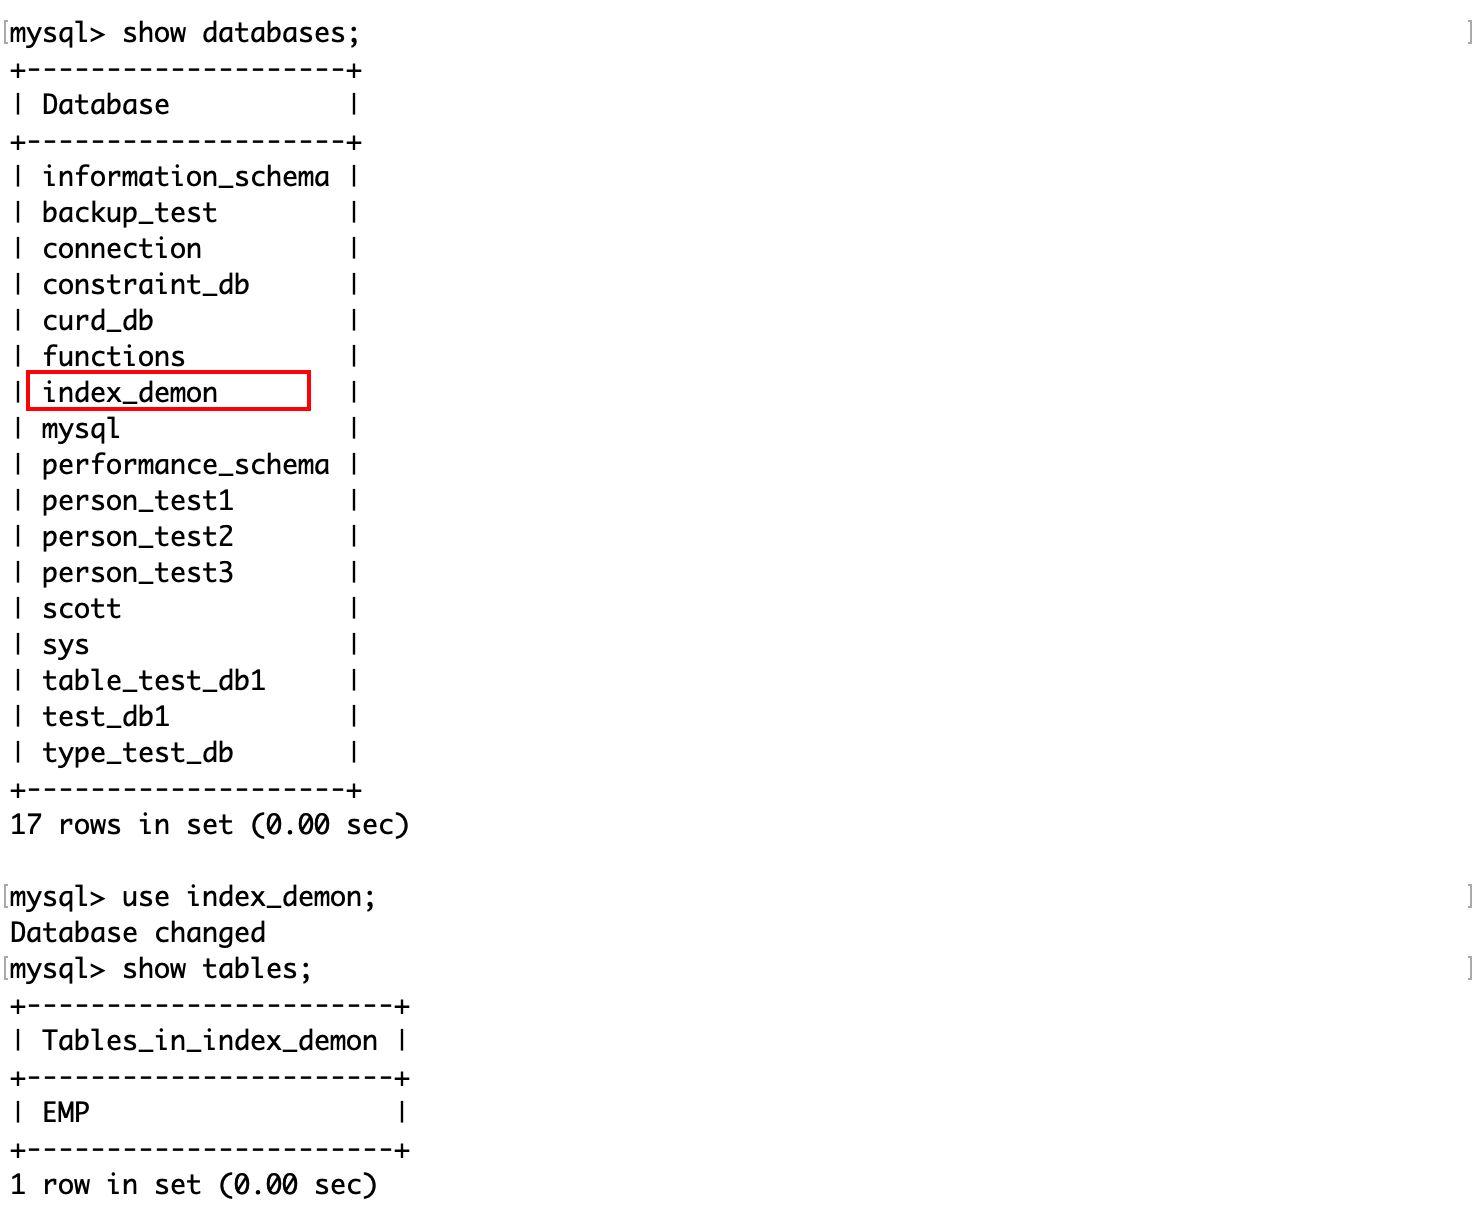 [mysql> show databases; ]
+--------------------+
| Database           |
+--------------------+
| information_schema |
| backup_test        |
| connection         |
| constraint_db      |
| curd_db            |
| functions          |
| index_demon        |
| mysql              |
| performance_schema |
| person_test1       |
| person_test2       |
| person_test3       |
| scott              |
| sys                |
| table_test_db1     |
| test_db1           |
| type_test_db       |
+--------------------+
17 rows in set (0.00 sec)

[mysql> use index_demon; ]
Database changed
[mysql> show tables; ]
+-----------------------+
| Tables_in_index_demon |
+-----------------------+
| EMP                   |
+-----------------------+
1 row in set (0.00 sec)